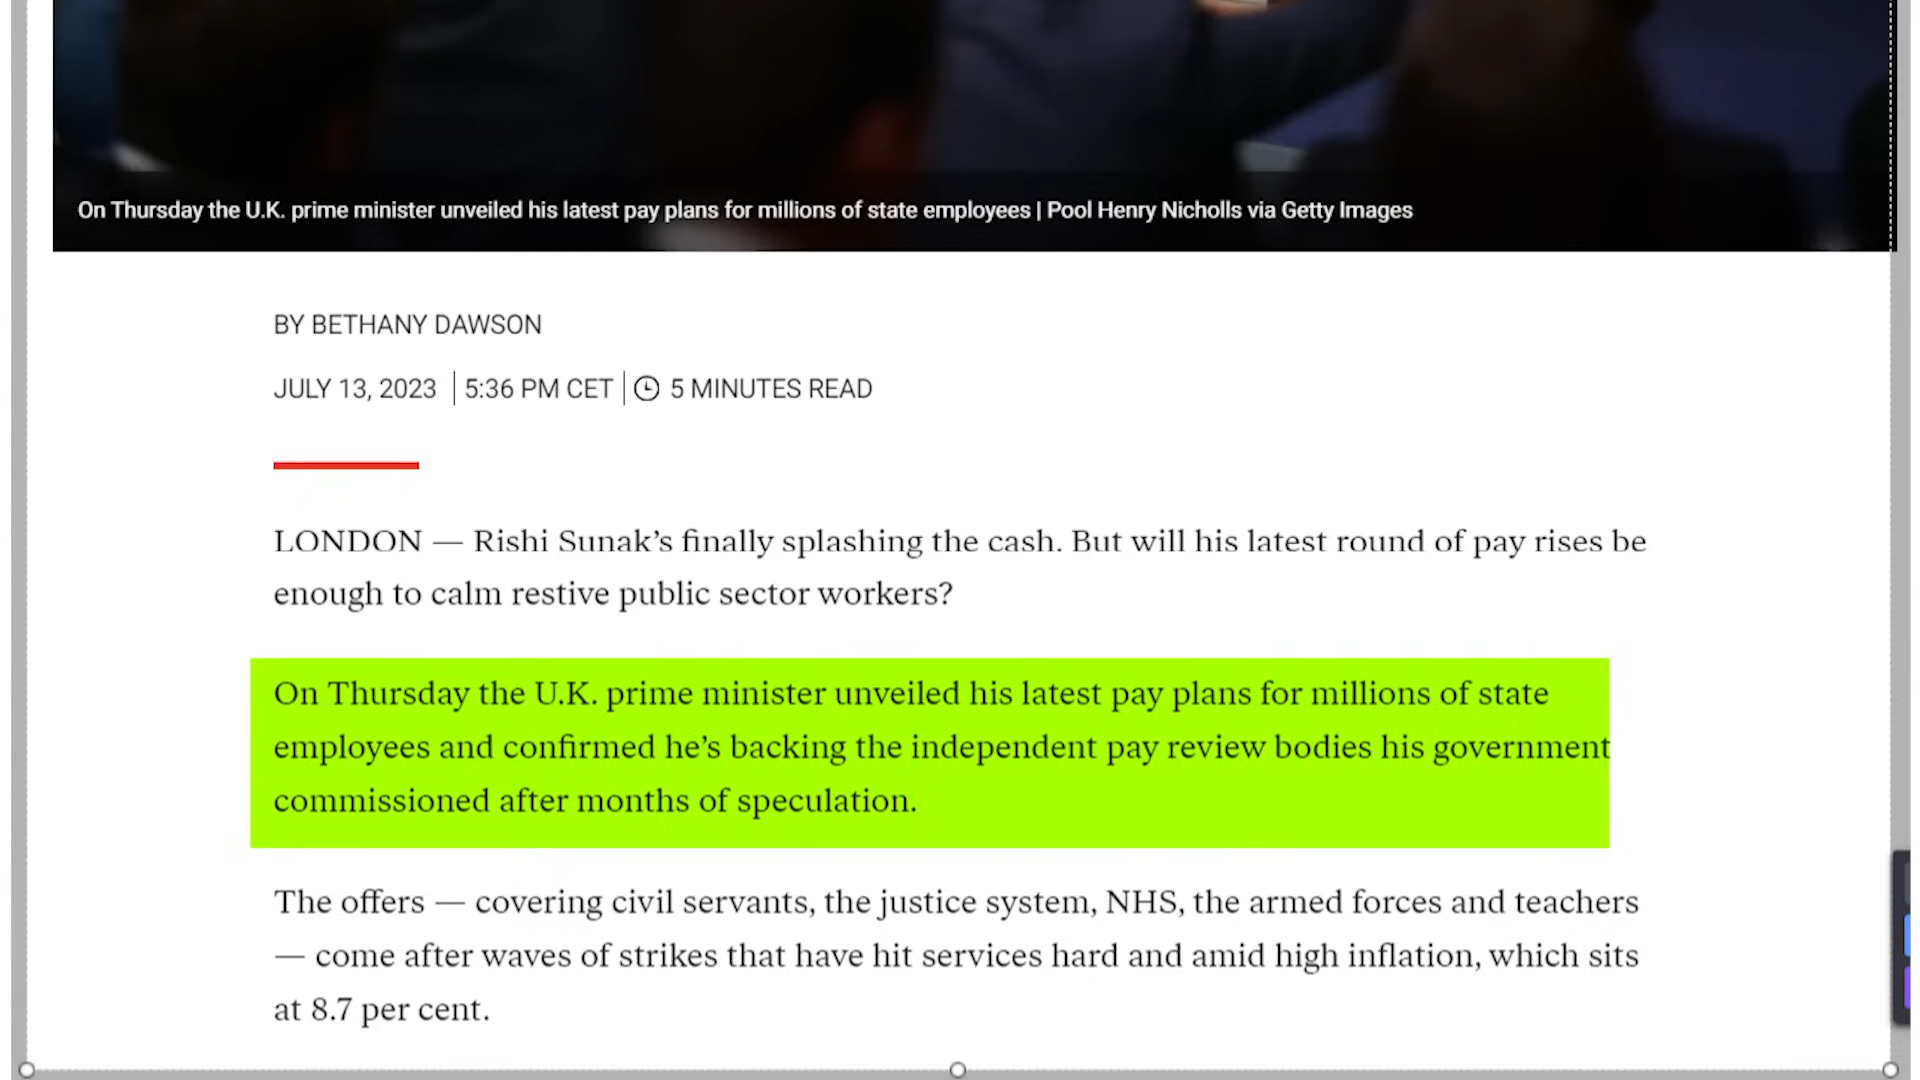 On Thursday the U.K. prime minister unveiled his latest pay plans for millions of state employees | Pool Henry Nicholls via Getty Images
BY BETHANY DAWSON
JULY 13, 2023 | 5:36 PM CET | 5 MINUTES READ
LONDON — Rishi Sunak’s finally splashing the cash. But will his latest round of pay rises be
enough to calm restive public sector workers?
On Thursday the U.K. prime minister unveiled his latest pay plans for millions of state
employees and confirmed he’s backing the independent pay review bodies his government
commissioned after months of speculation.
The offers — covering civil servants, the justice system, NHS, the armed forces and teachers
— come after waves of strikes that have hit services hard and amid high inflation, which sits
at 8.7 per cent.